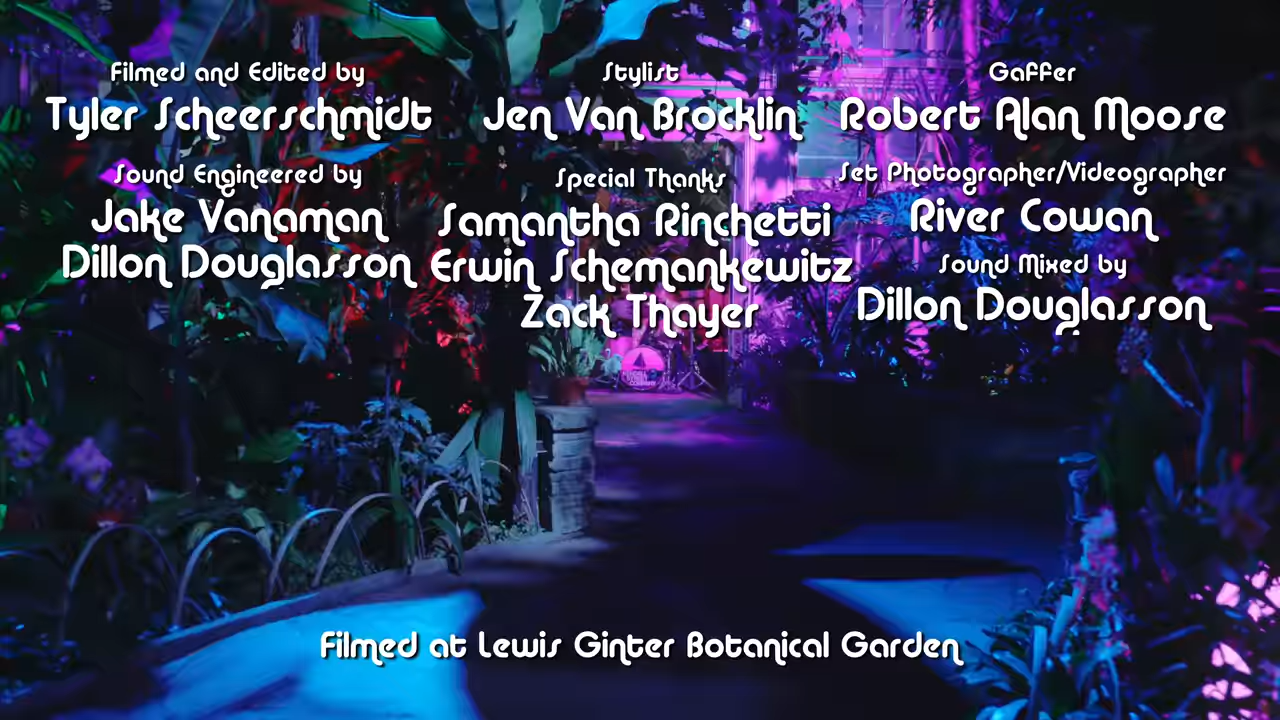 Filmed and Edited by
Tyler Scheerschmidt
Sound Engineered by
Jake Vanaman
Dillon Douglasson
Stylist
Jen Van Brocklin
Special Thanks
Samantha Rinchetti
Erwin Schemankewitz
Zack Thayer
Gaffer
Robert Alan Moose
Set Photographer/Videographer
River Cowan
Sound Mixed by
Dillon Douglasson
Filmed at Lewis Ginter Botanical Garden